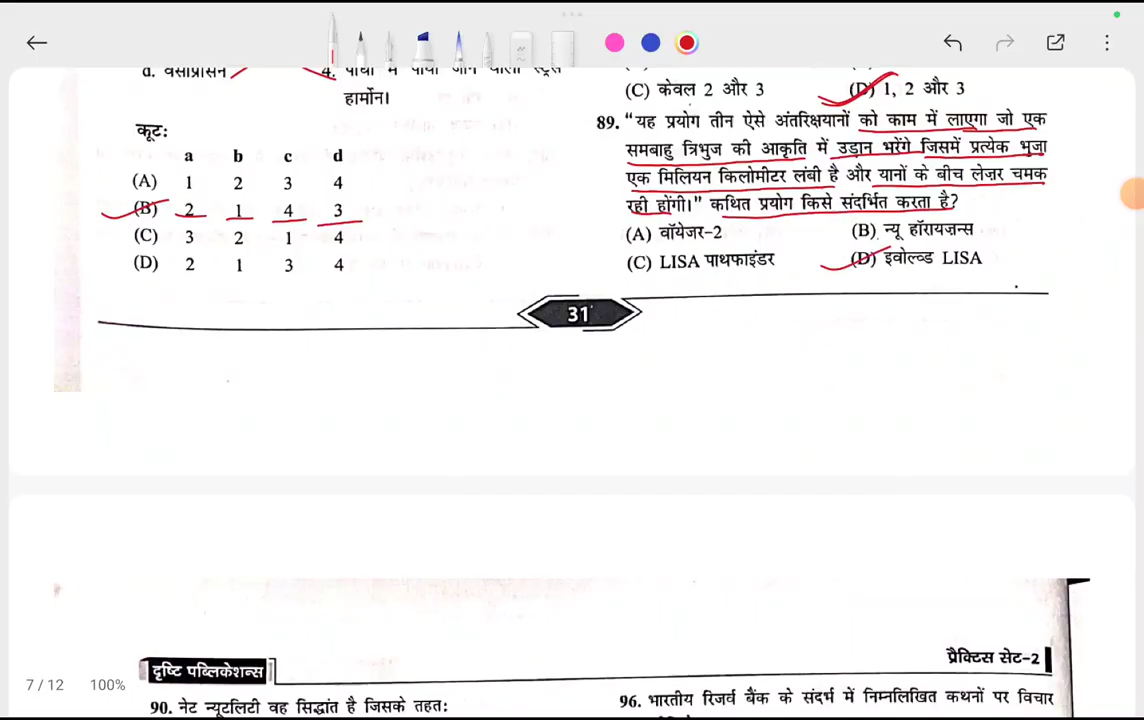 d. वसाप्रासन
4. पौधों में पाया जाने वाला स्ट्रेस
हार्मोन।
कूटः
a b c d
(A) 1 2 3 4
(B) 2 1 4 3
(C) 3 2 1 4
(D) 2 1 3 4
(C) केवल 2 और 3 (D) 1, 2 और 3
89. “यह प्रयोग तीन ऐसे अंतरिक्षयानों को काम में लाएगा जो एक
समबाहु त्रिभुज की आकृति में उड़ान भरेंगे जिसमें प्रत्येक भुजा
एक मिलियन किलोमीटर लंबी है और यानों के बीच लेज़र चमक
रही होंगी।” कथित प्रयोग किसे संदर्भित करता है?
(A) वॉयेजर-2 (B) न्यू हॉरायज़न्स
(C) LISA पाथफाइंडर (D) इवोल्व्ड LISA
31
दृष्टि पब्लिकेशन्स
प्रैक्टिस सेट-2
7 / 12 100%
90. नेट न्यूटलिटी वह सिद्धांत है जिसके तहत:
96. भारतीय रिजर्व बैंक के संदर्भ में निम्नलिखित कथनों पर विचार